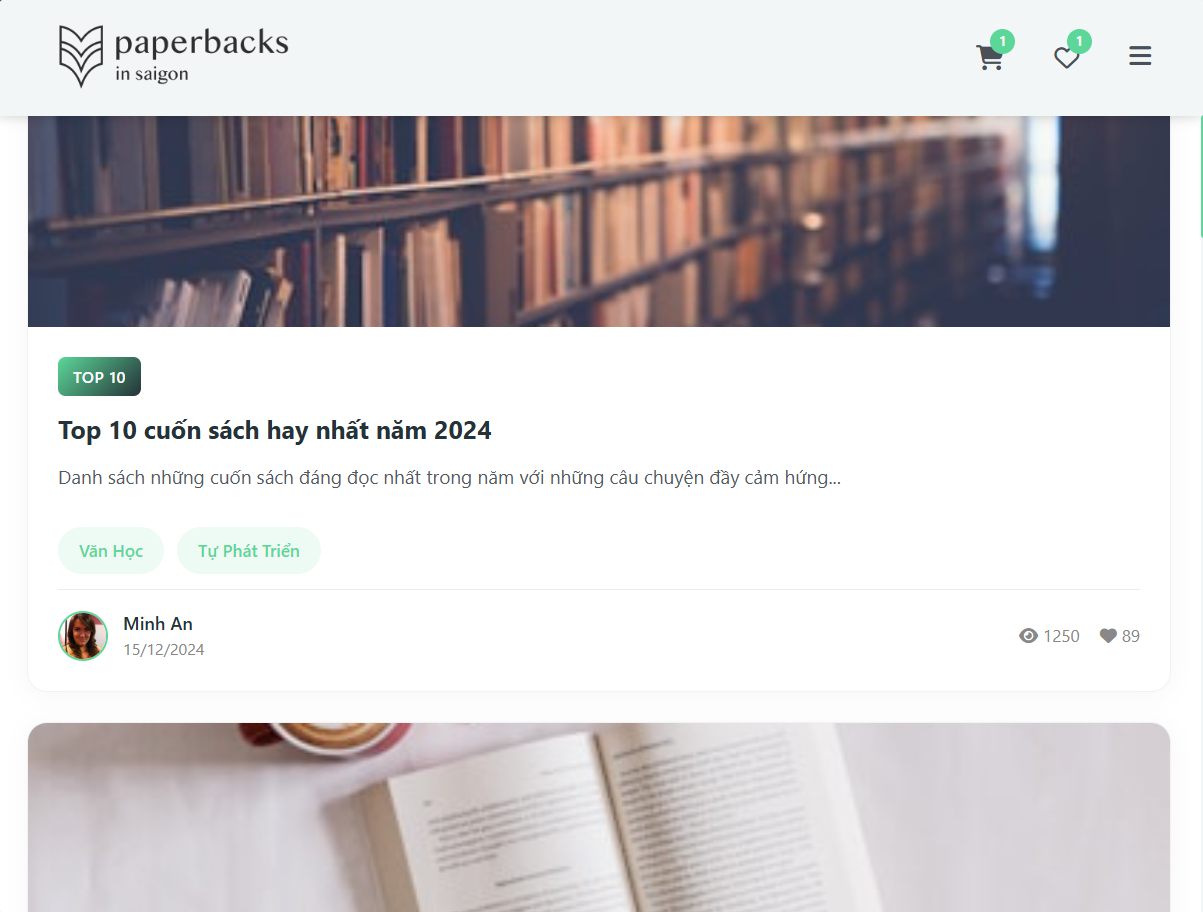 paperbacks
in saigon
1
1
TOP 10
Top 10 cuốn sách hay nhất năm 2024
Danh sách những cuốn sách đáng đọc nhất trong năm với những câu chuyện đầy cảm hứng...
Văn Học
Tự Phát Triển
Minh An
15/12/2024
1250
89